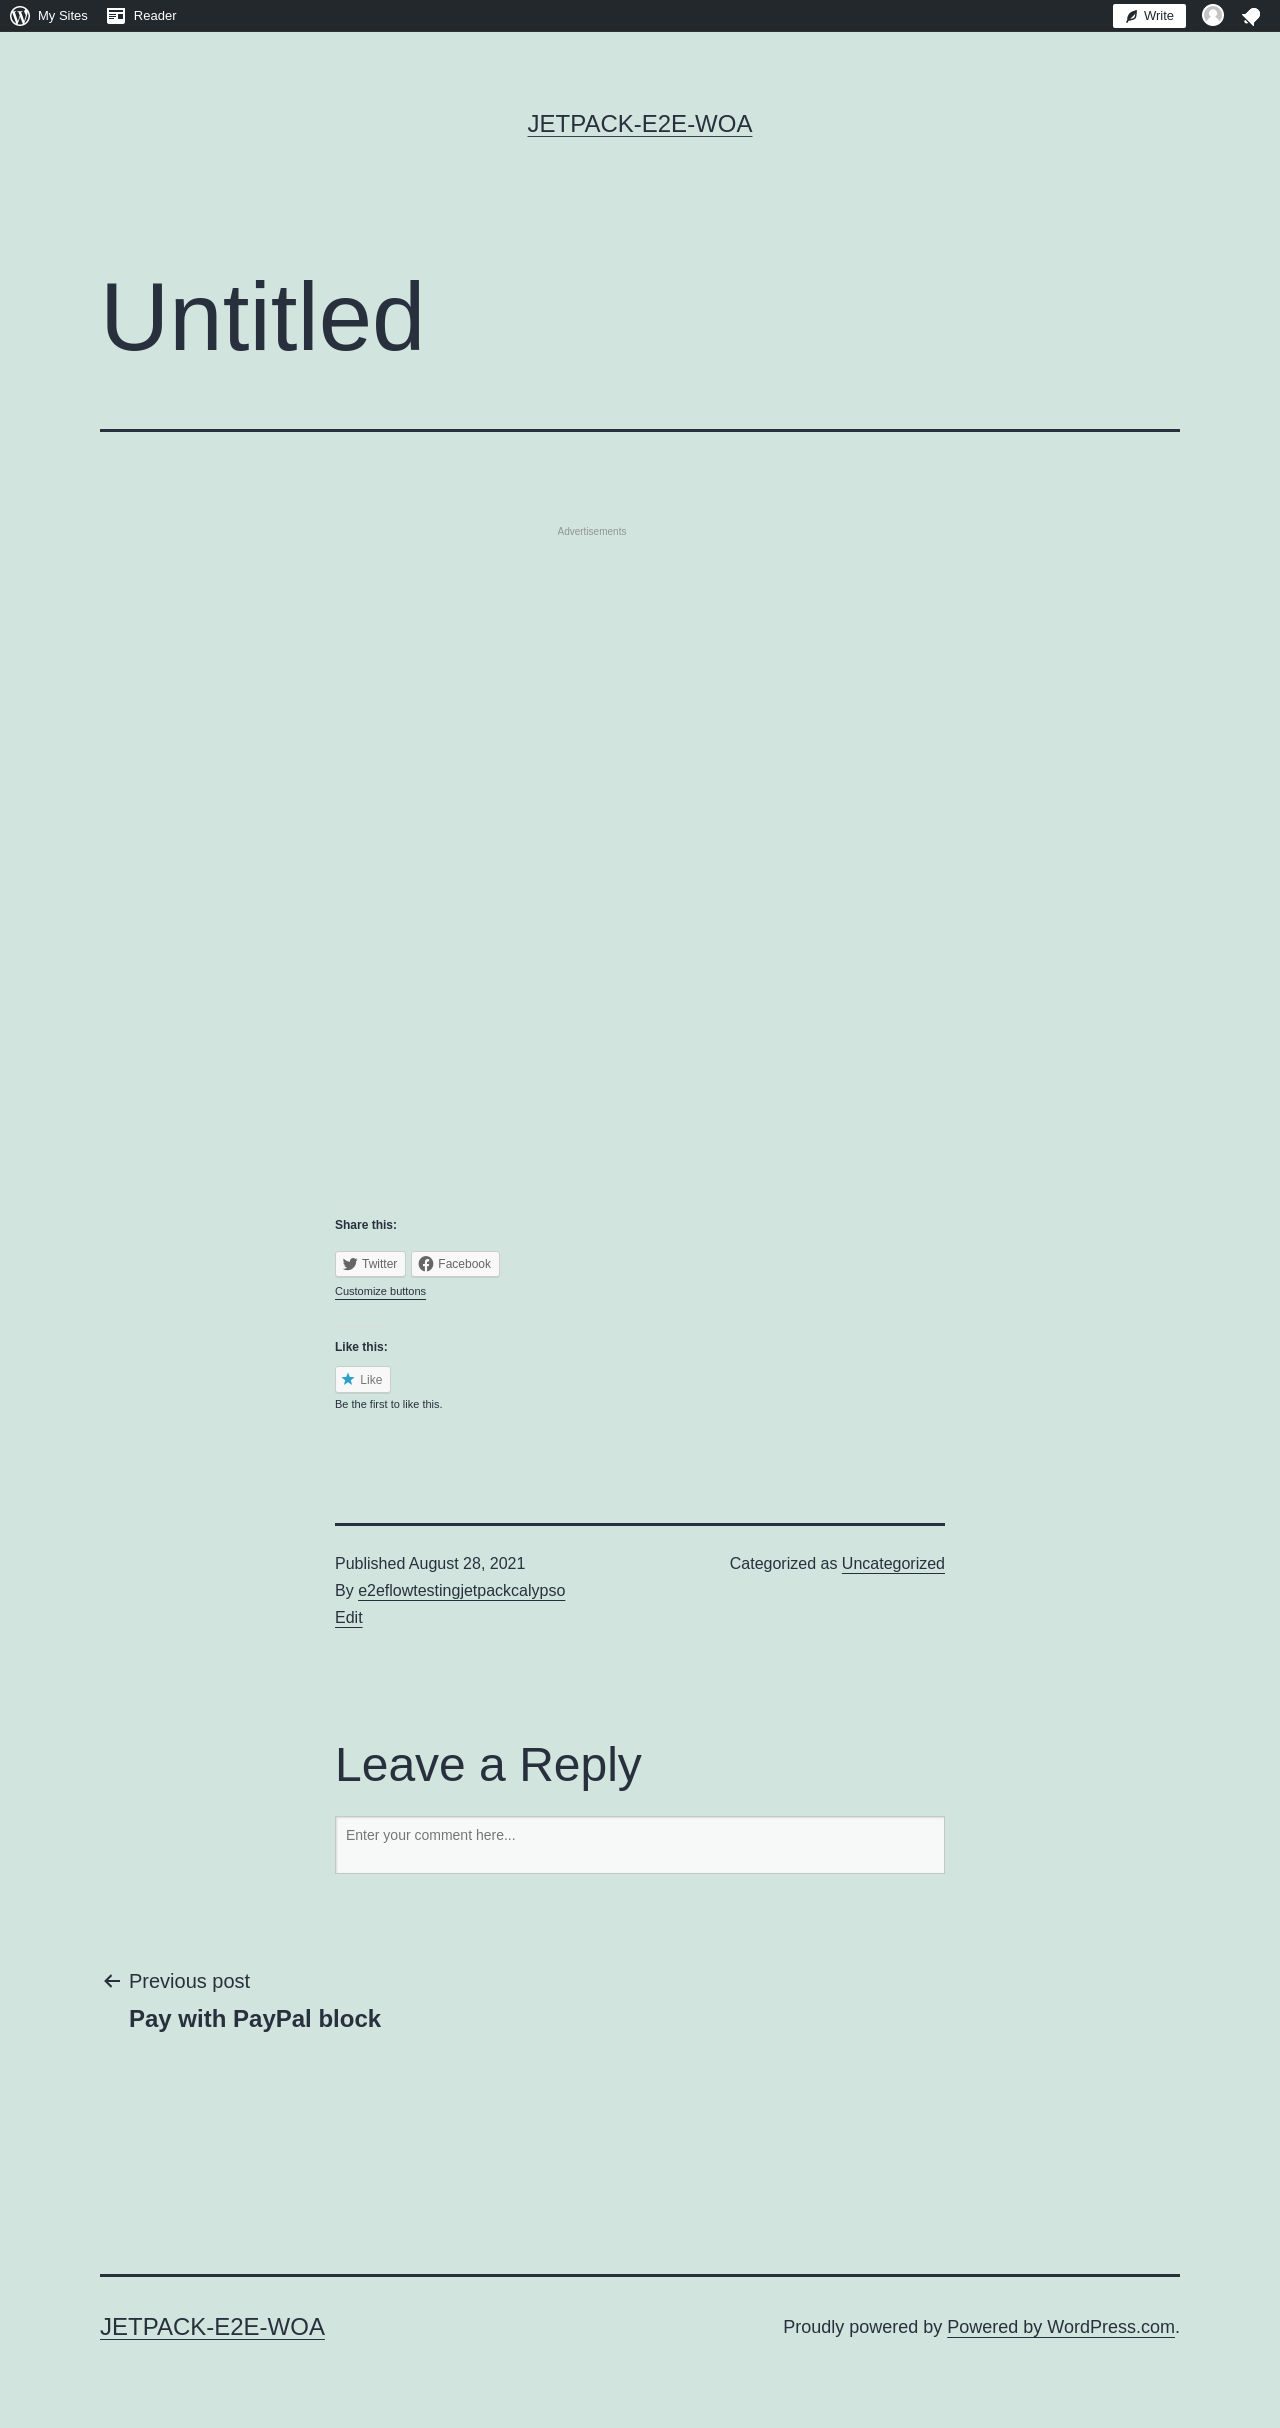 My Sites Reader Write
JETPACK-E2E-WOA
Untitled
Advertisements
Share this:
Twitter Facebook
Customize buttons
Like this:
Like
Be the first to like this.
Published August 28, 2021
By e2eflowtestingjetpackcalypso
Edit
Categorized as Uncategorized
Leave a Reply
Enter your comment here...
Previous post
Pay with PayPal block
JETPACK-E2E-WOA
Proudly powered by Powered by WordPress.com.